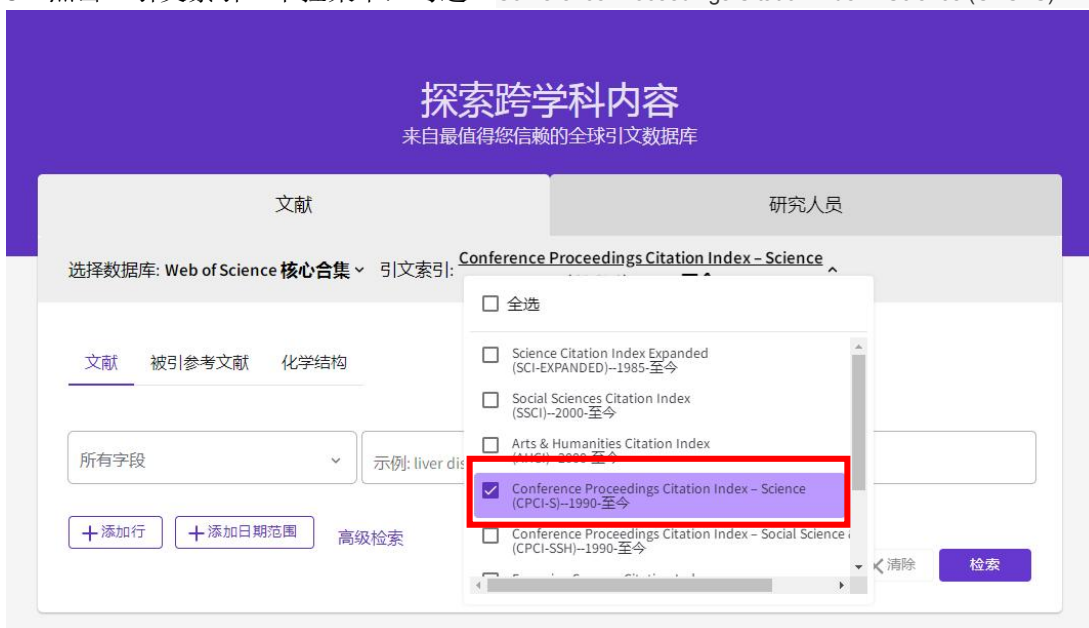 探索跨学科内容
来自最值得您信赖的全球引文数据库
文献 研究人员
选择数据库: Web of Science 核心合集 引文索引: Conference Proceedings Citation Index – Science
全选
文献 被引参考文献 化学结构
Science Citation Index Expanded
(SCI-EXPANDED)--1985-至今
Social Sciences Citation Index
(SSCI)--2000-至今
Arts & Humanities Citation Index
所有字段 示例: liver dis
Conference Proceedings Citation Index – Science
(CPCI-S)--1990-至今
Conference Proceedings Citation Index – Social Science
(CPCI-SSH)--1990-至今
添加行 添加日期范围 高级检索
清除 检索